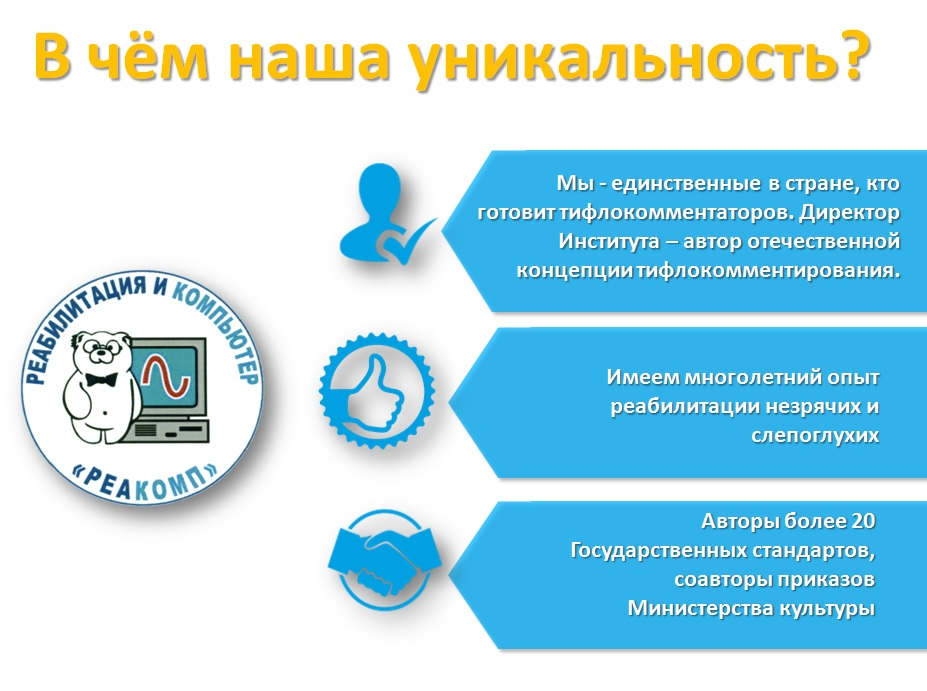 В чём наша уникальность?
Мы - единственные в стране, кто
готовит тифлокомментаторов. Директор
Института – автор отечественной
концепции тифлокомментирования.
РЕАБИЛИТАЦИЯ И КОМПЬЮТЕР
«РЕАКОМП»
Имеем многолетний опыт
реабилитации незрячих и
слепоглухих
Авторы более 20
Государственных стандартов,
соавторы приказов
Министерства культуры